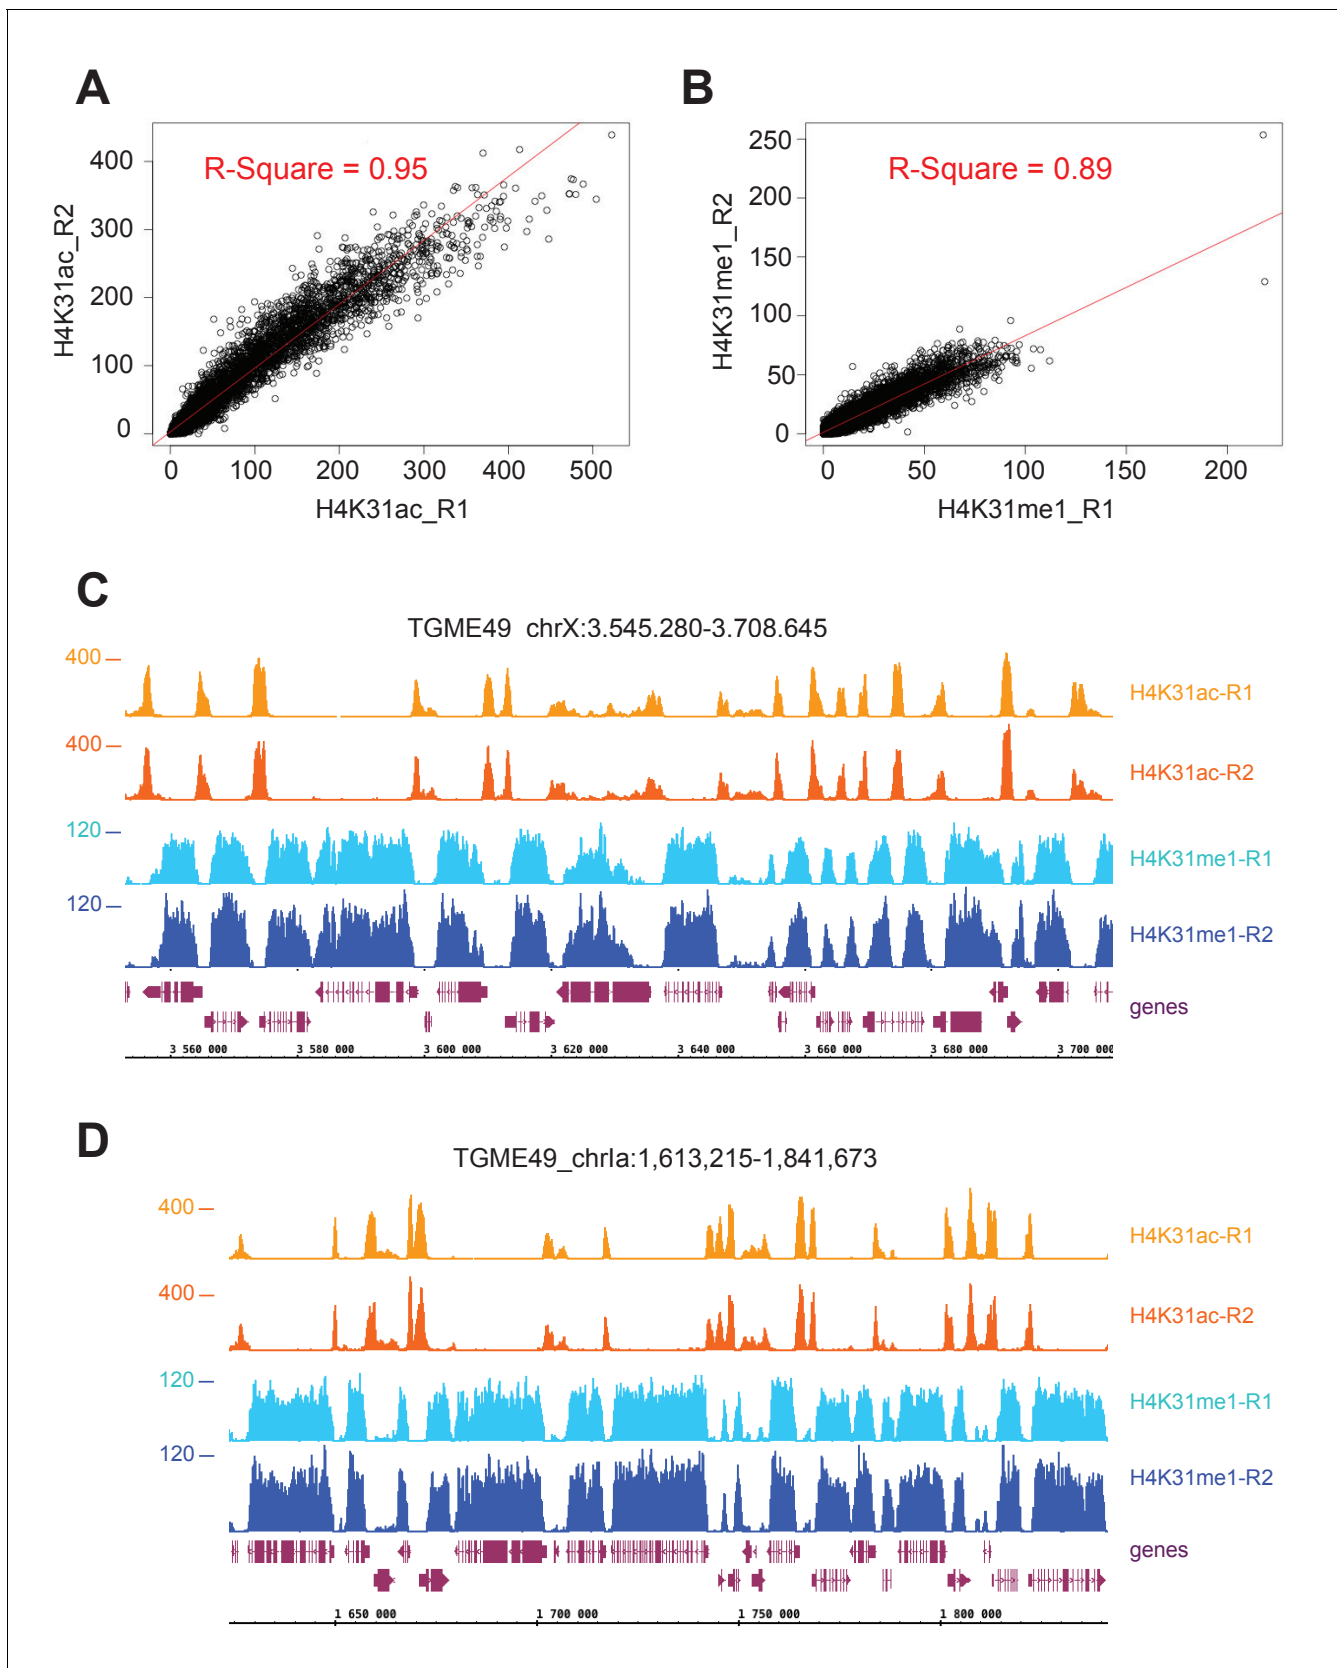 A
R-Square = 0.95
H4K31ac_R2
400
300
200
100
0
0 100 200 300 400 500
H4K31ac_R1
B
R-Square = 0.89
H4K31me1_R2
250
200
150
100
50
0
0 50 100 150 200
H4K31me1_R1
C
TGME49 chrX:3.545.280-3.708.645
400
H4K31ac-R1
400
H4K31ac-R2
120
H4K31me1-R1
120
H4K31me1-R2
genes
3 560 000 3 580 000 3 600 000 3 620 000 3 640 000 3 660 000 3 680 000 3 700 000
D
TGME49_chrIa:1,613,215-1,841,673
400
H4K31ac-R1
400
H4K31ac-R2
120
H4K31me1-R1
120
H4K31me1-R2
genes
1 650 000 1 700 000 1 750 000 1 800 000